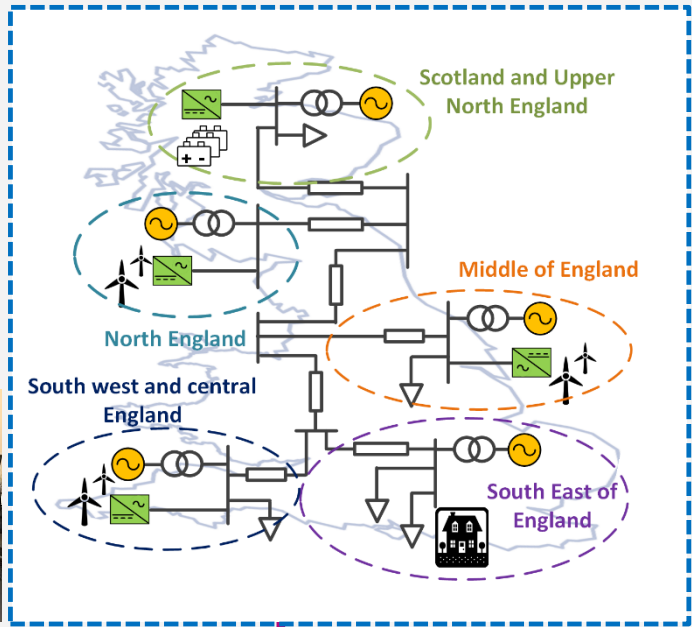 Scotland and Upper
North England
Middle of England
North England
South west and central
England
South East of
England